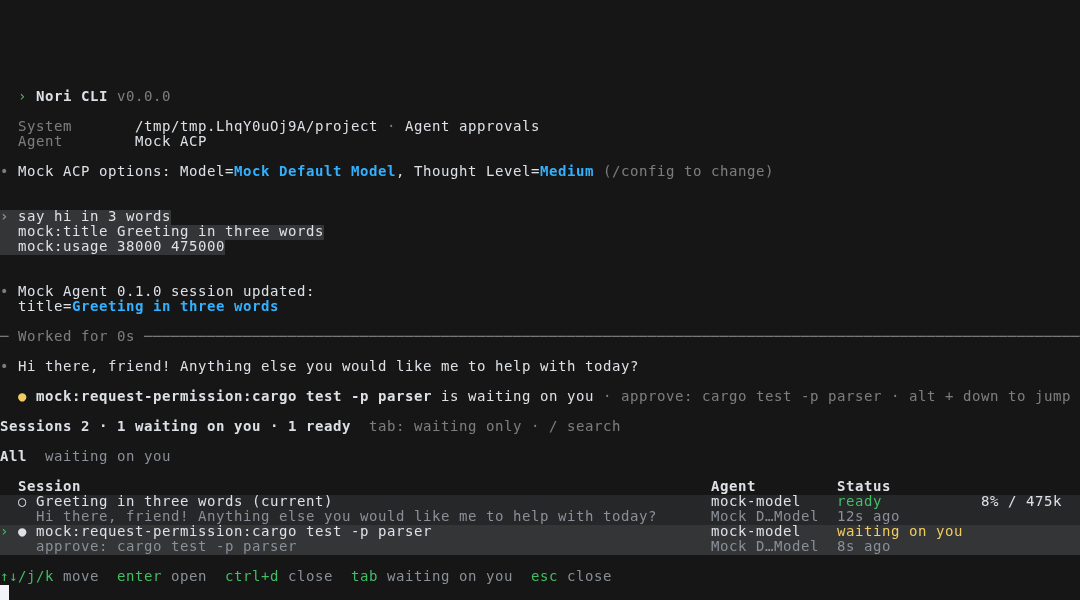 › Nori CLI v0.0.0
System /tmp/tmp.LhqY0uOj9A/project · Agent approvals
Agent Mock ACP
• Mock ACP options: Model=Mock Default Model, Thought Level=Medium (/config to change)
› say hi in 3 words
mock:title Greeting in three words
mock:usage 38000 475000
• Mock Agent 0.1.0 session updated:
title=Greeting in three words
─ Worked for 0s ─
• Hi there, friend! Anything else you would like me to help with today?
● mock:request-permission:cargo test -p parser is waiting on you · approve: cargo test -p parser · alt + down to jump
Sessions 2 · 1 waiting on you · 1 ready tab: waiting only · / search
All waiting on you
Session Agent Status
○ Greeting in three words (current) mock-model ready 8% / 475k
Hi there, friend! Anything else you would like me to help with today? Mock D…Model 12s ago
› ● mock:request-permission:cargo test -p parser mock-model waiting on you
approve: cargo test -p parser Mock D…Model 8s ago
↑↓/j/k move enter open ctrl+d close tab waiting on you esc close